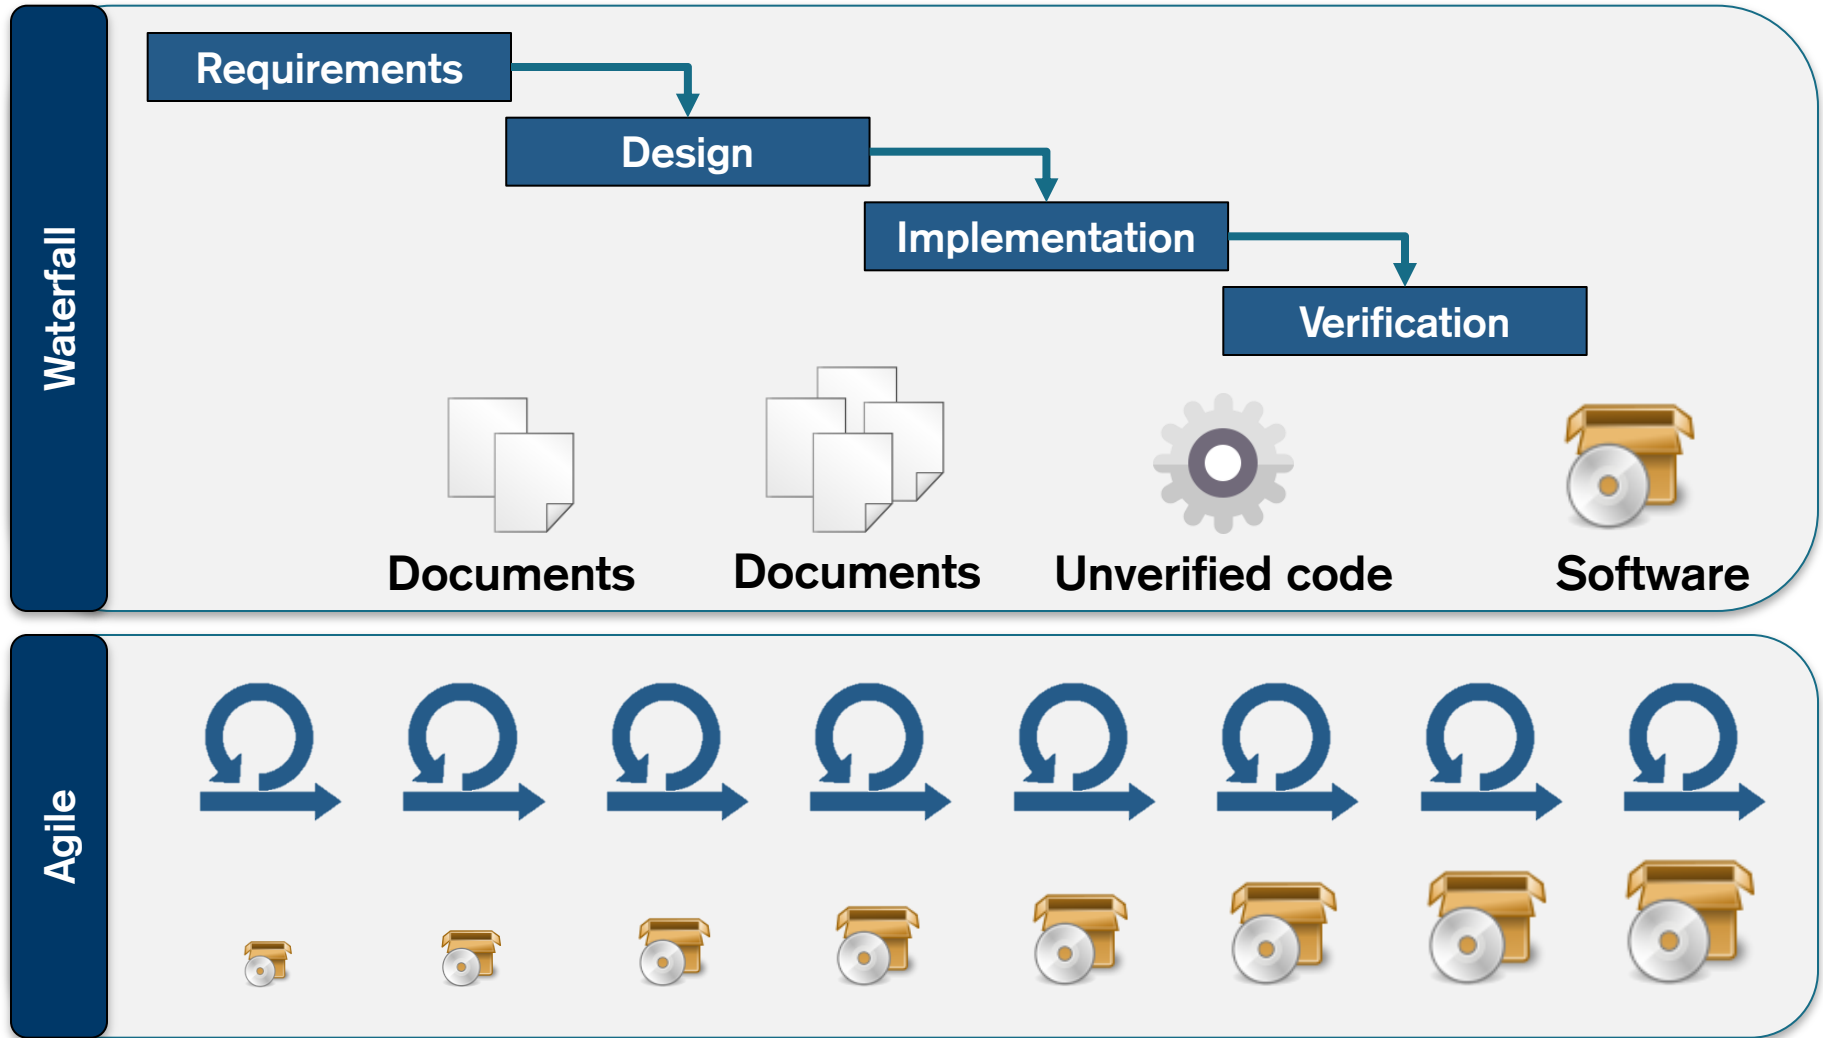 Waterfall
Requirements
Design
Implementation
Verification
Documents
Documents
Unverified code
Software
Agile